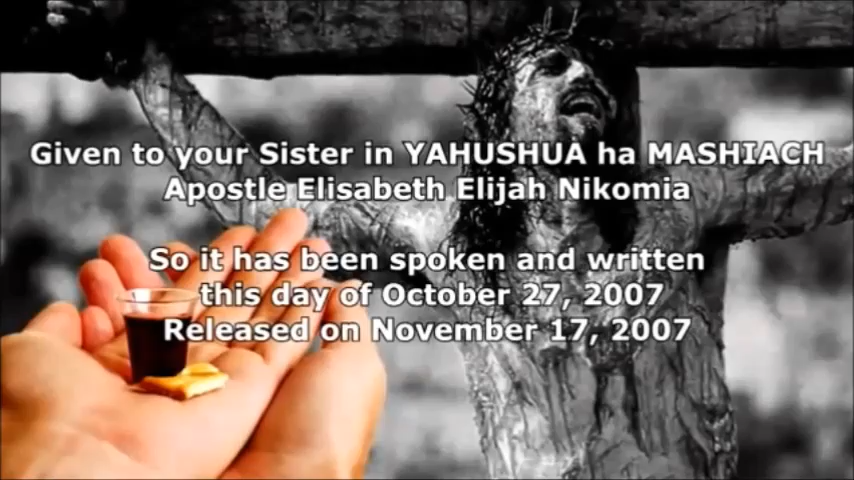 Given to your Sister in YAHUSHUA ha MASHIACH
Apostle Elisabeth Elijah Nikomia
So it has been spoken and written
this day of October 27, 2007
Released on November 17, 2007